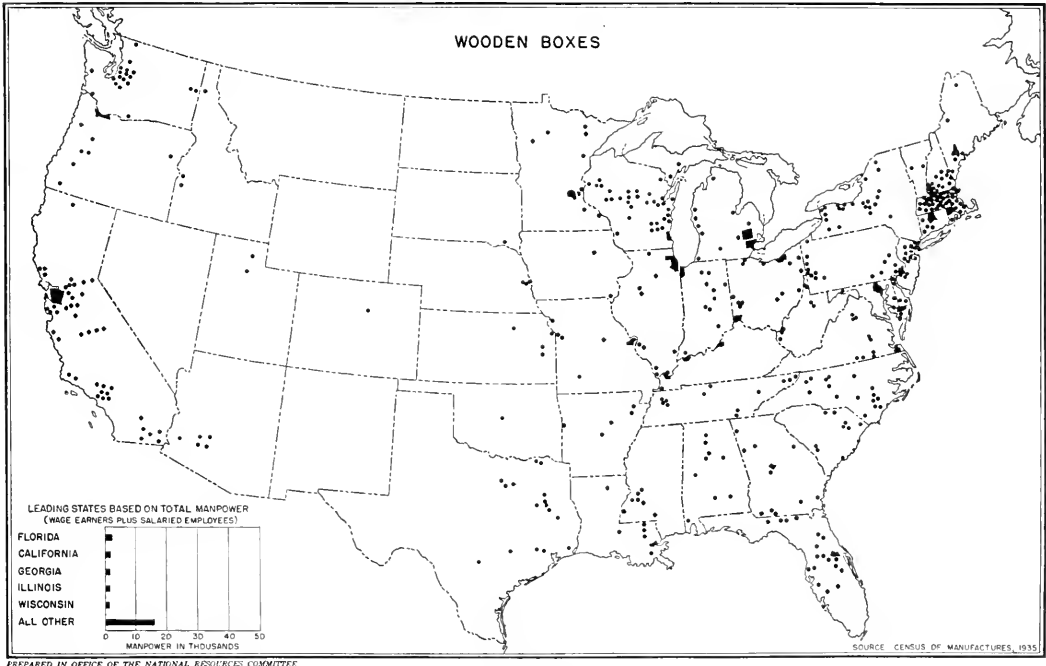 WOODEN BOXES
LEADING STATES BASED ON TOTAL MANPOWER
(WAGE EARNERS PLUS SALARIED EMPLOYEES)
FLORIDA
CALIFORNIA
GEORGIA
ILLINOIS
WISCONSIN
ALL OTHER
0 10 20 30 40 50
MANPOWER IN THOUSANDS
SOURCE CENSUS OF MANUFACTURES, 1935
PREPARED IN OFFICE OF THE NATIONAL RESOURCES COMMITTEE